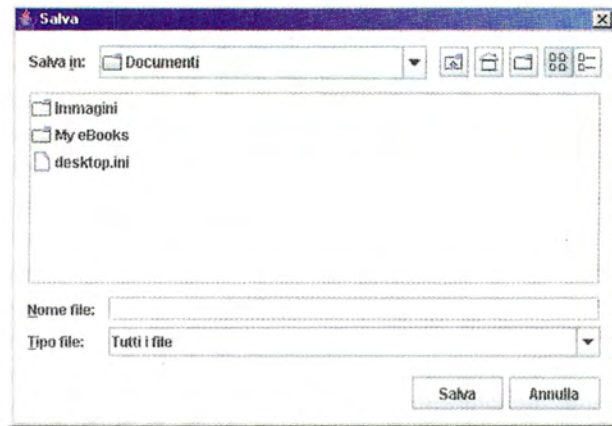 Salva
Salva in: Documenti
Immagini
My eBooks
desktop.ini
Nome file:
Tipo file: Tutti i file
Salva Annulla